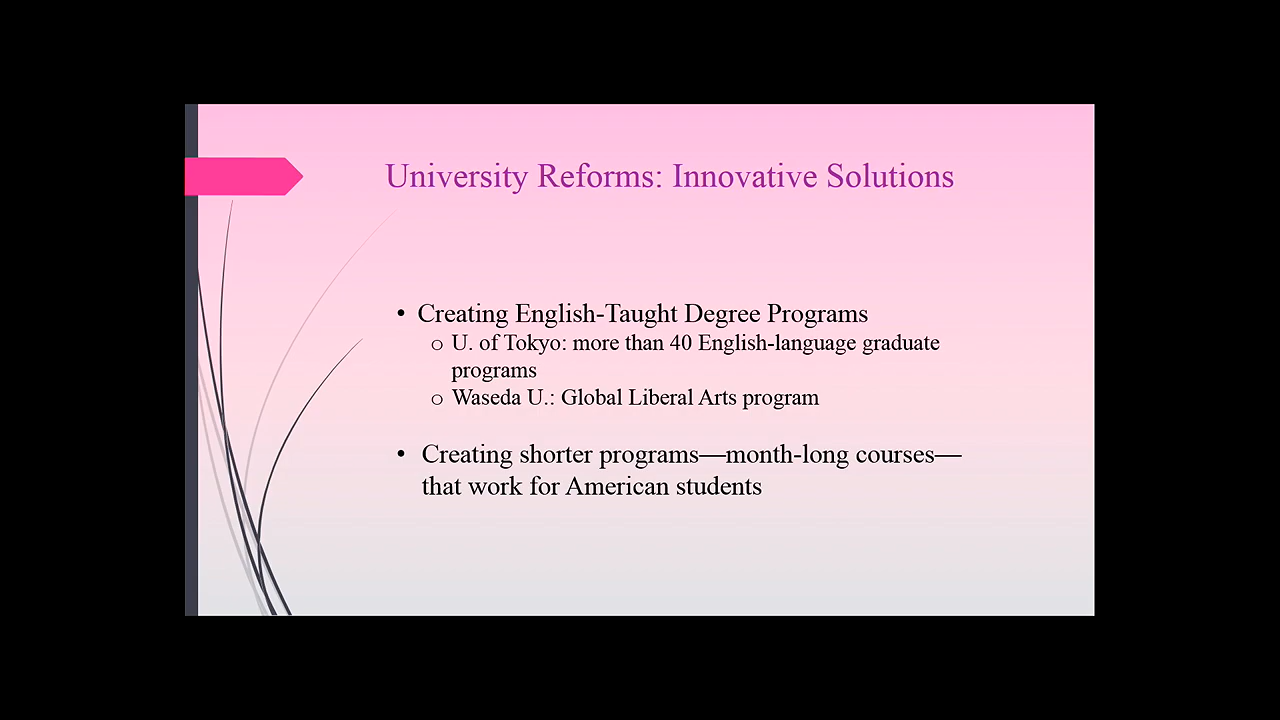 University Reforms: Innovative Solutions
• Creating English-Taught Degree Programs
o U. of Tokyo: more than 40 English-language graduate
programs
o Waseda U.: Global Liberal Arts program
• Creating shorter programs—month-long courses—
that work for American students